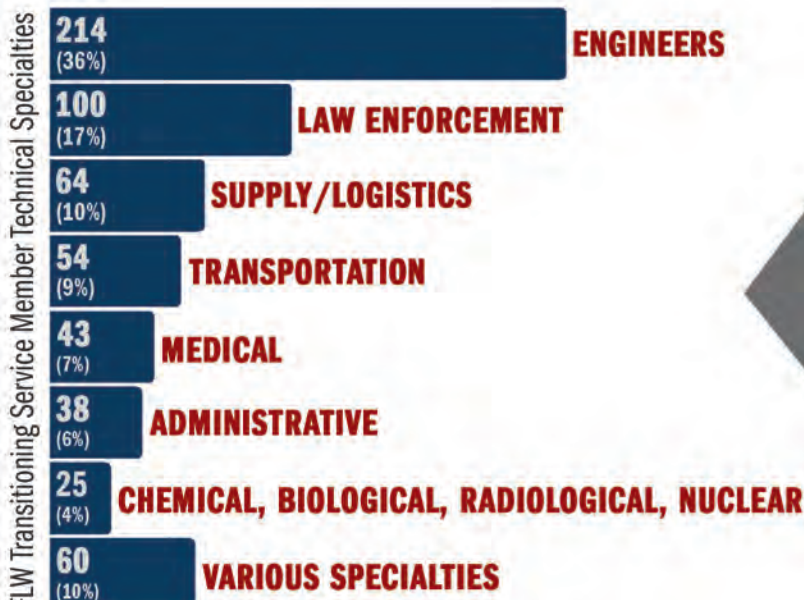 FLW Transitioning Service Member Technical Specialties
214
(36%)
ENGINEERS
100
(17%)
LAW ENFORCEMENT
64
(10%)
SUPPLY/LOGISTICS
54
(9%)
TRANSPORTATION
43
(7%)
MEDICAL
38
(6%)
ADMINISTRATIVE
25
(4%)
CHEMICAL, BIOLOGICAL, RADIOLOGICAL, NUCLEAR
60
(10%)
VARIOUS SPECIALTIES